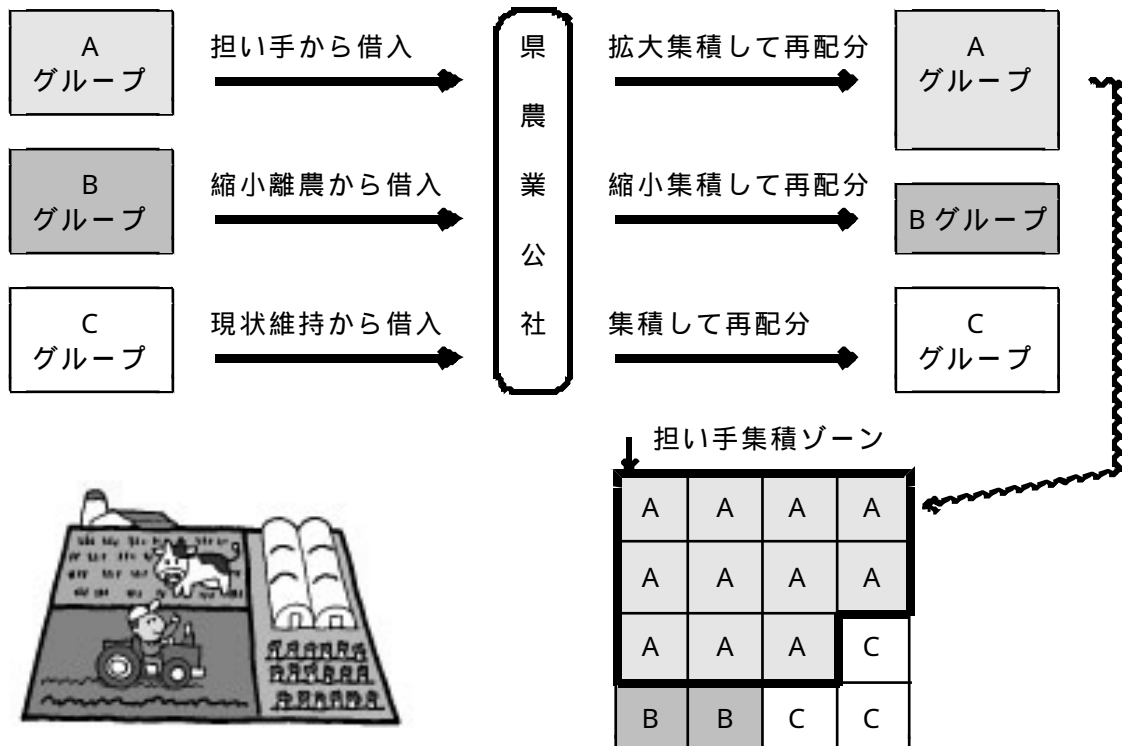 A
グループ
担い手から借入
県農業公社
拡大集積して再配分
A
グループ
B
グループ
縮小離農から借入
縮小集積して再配分
Bグループ
C
グループ
現状維持から借入
集積して再配分
C
グループ
担い手集積ゾーン
A A A A
A A A A
A A A C
B B C C